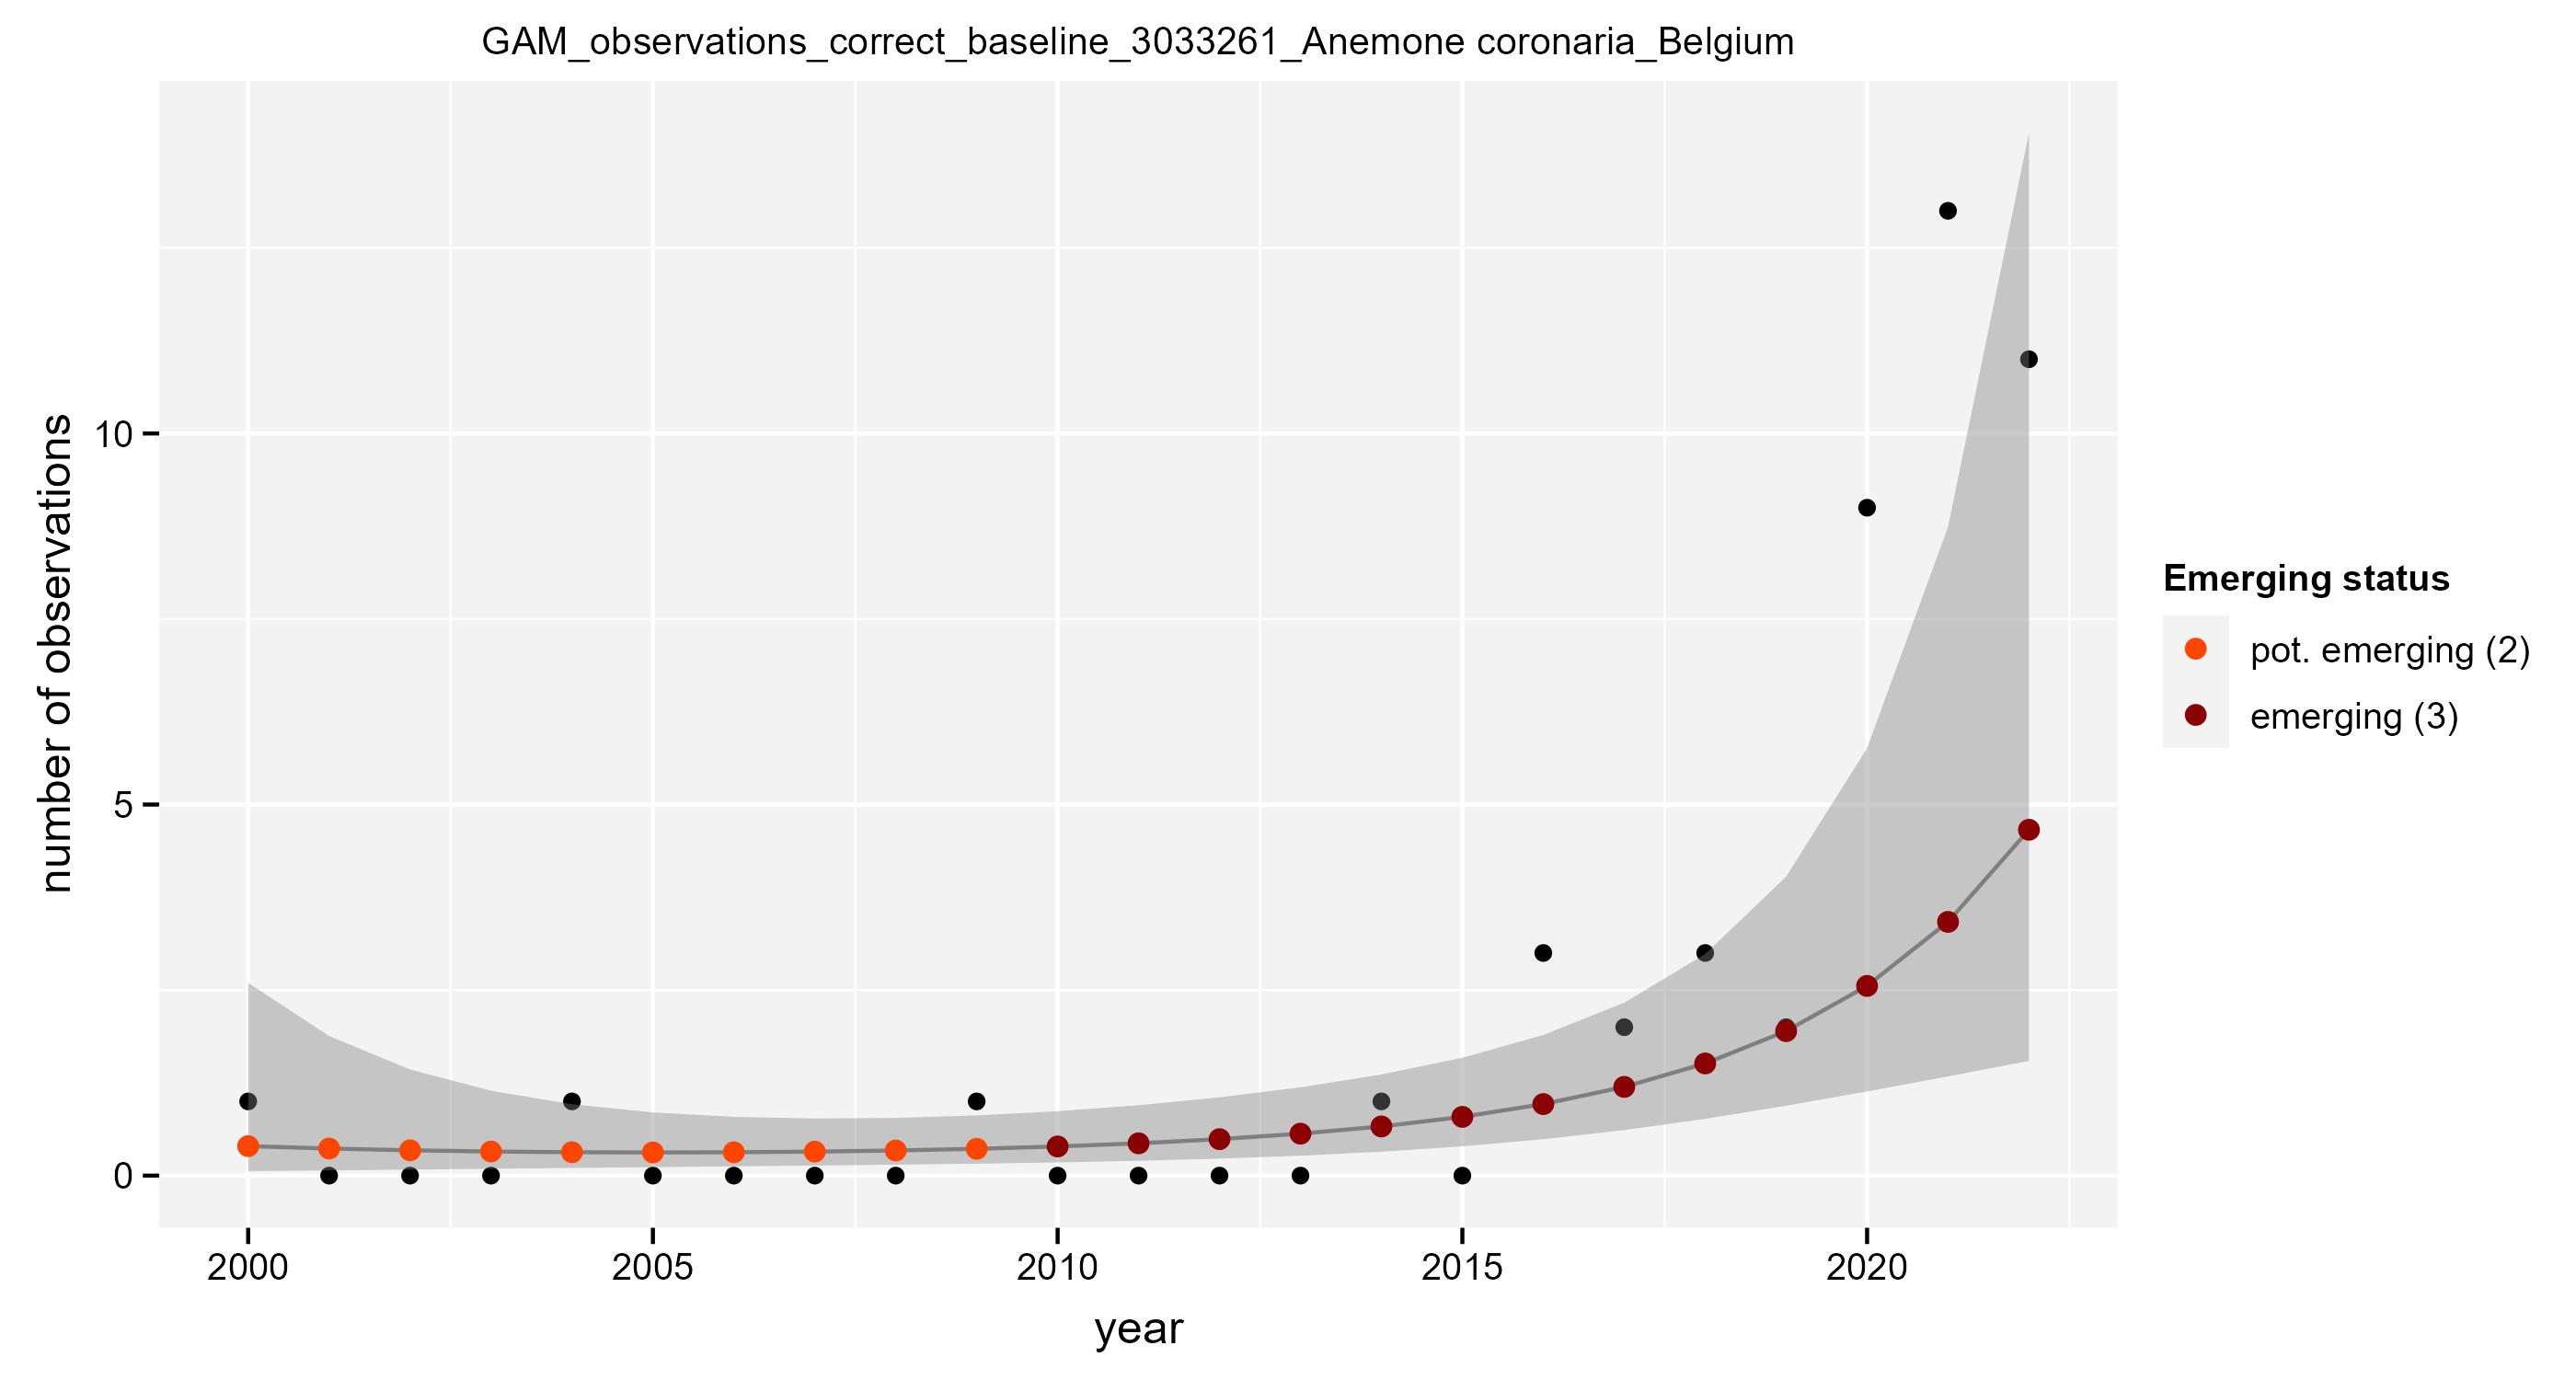 GAM_observations_correct_baseline_3033261_Anemone coronaria_Belgium
number of observations
10
5
0
2000
2005
2010
2015
2020
year
Emerging status
pot. emerging (2)
emerging (3)